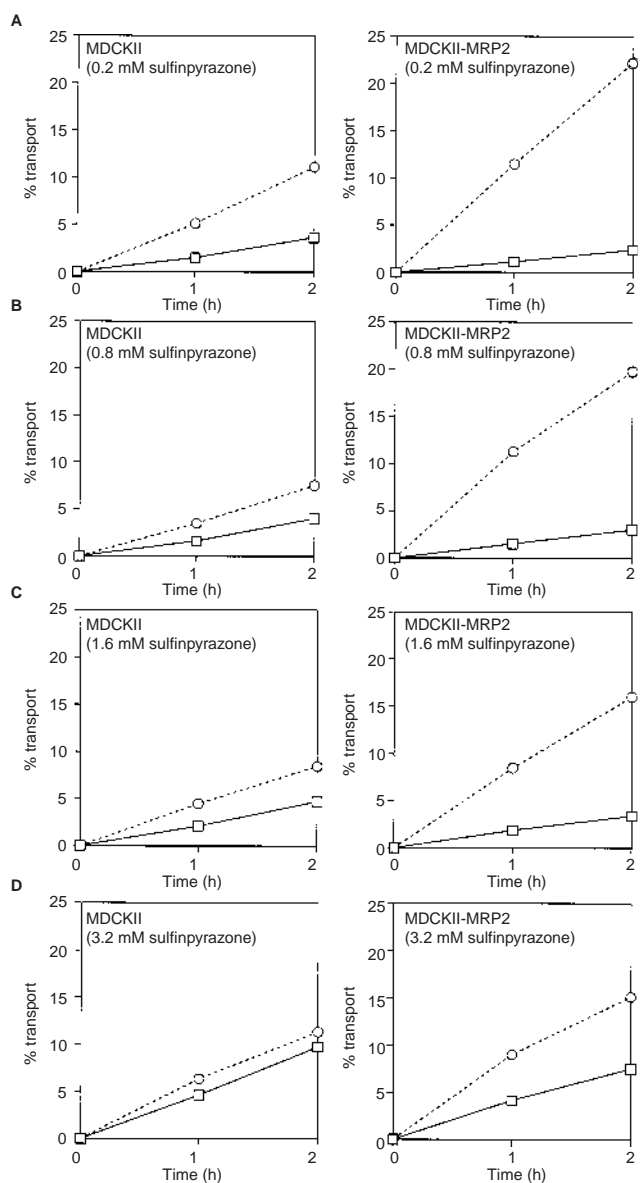 A
MDCKII
(0.2 mM sulfinpyrazone)
% transport
25
20
15
10
5
0
0
1
2
Time (h)
MDCKII-MRP2
(0.2 mM sulfinpyrazone)
% transport
25
20
15
10
5
0
0
1
2
Time (h)
B
MDCKII
(0.8 mM sulfinpyrazone)
% transport
25
20
15
10
5
0
0
1
2
Time (h)
MDCKII-MRP2
(0.8 mM sulfinpyrazone)
% transport
25
20
15
10
5
0
0
1
2
Time (h)
C
MDCKII
(1.6 mM sulfinpyrazone)
% transport
25
20
15
10
5
0
0
1
2
Time (h)
MDCKII-MRP2
(1.6 mM sulfinpyrazone)
% transport
25
20
15
10
5
0
0
1
2
Time (h)
D
MDCKII
(3.2 mM sulfinpyrazone)
% transport
25
20
15
10
5
0
0
1
2
Time (h)
MDCKII-MRP2
(3.2 mM sulfinpyrazone)
% transport
25
20
15
10
5
0
0
1
2
Time (h)